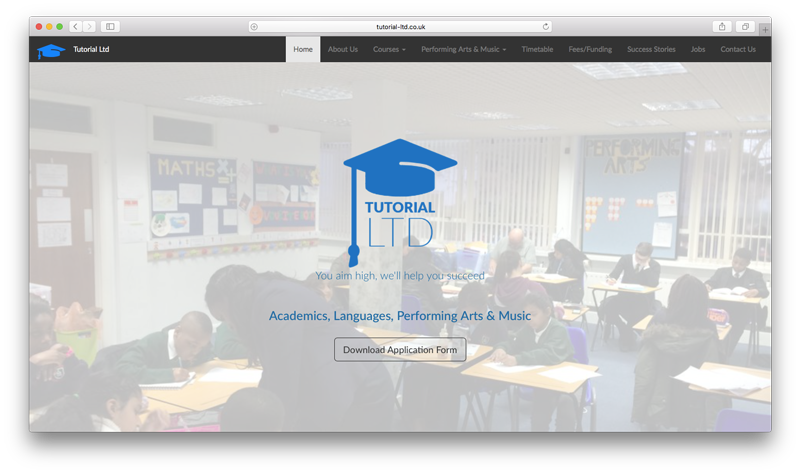 tutorial-ltd.co.uk
Tutorial Ltd
Home
About Us
Courses
Performing Arts & Music
Timetable
Fees/Funding
Success Stories
Jobs
Contact Us
MATHS
PERFORMING
ARTS
TUTORIAL
LTD
You aim high, we'll help you succeed
Academics, Languages, Performing Arts & Music
Download Application Form